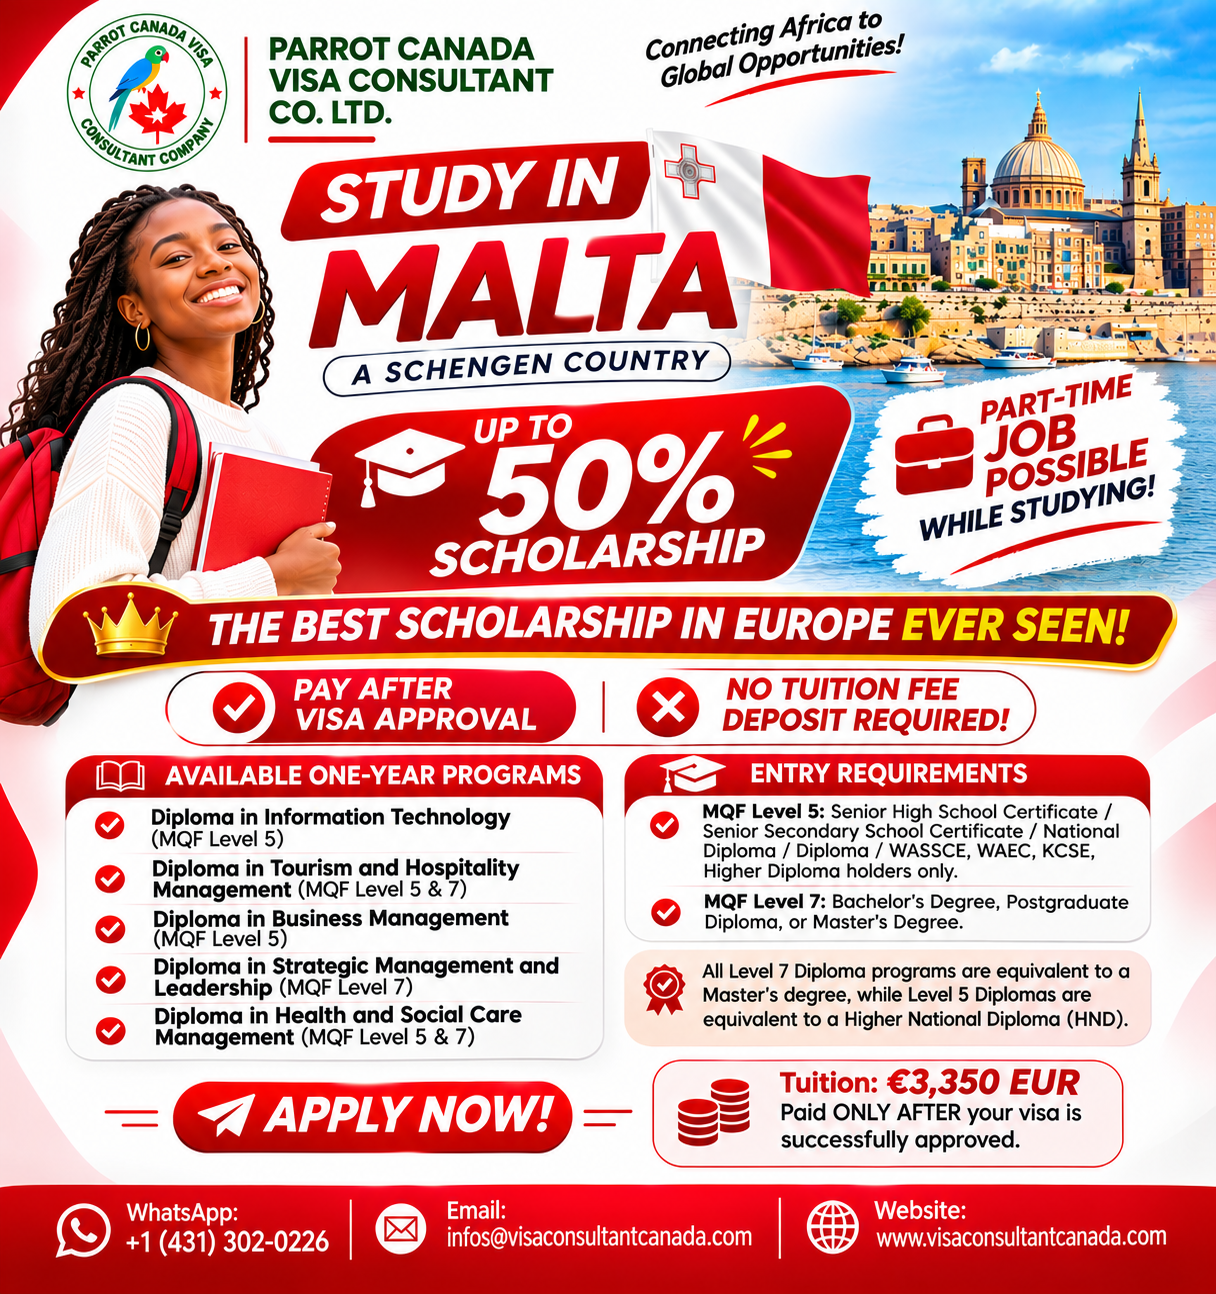 PARROT CANADA VISA
CONSULTANT COMPANY
PARROT CANADA
VISA CONSULTANT
CO. LTD.
Connecting Africa to
Global Opportunities!
STUDY IN
MALTA
A SCHENGEN COUNTRY
UP TO
50%
SCHOLARSHIP
PART-TIME
JOB
POSSIBLE
WHILE STUDYING!
THE BEST SCHOLARSHIP IN EUROPE EVER SEEN!
PAY AFTER
VISA APPROVAL
NO TUITION FEE
DEPOSIT REQUIRED!
AVAILABLE ONE-YEAR PROGRAMS
Diploma in Information Technology
(MQF Level 5)
Diploma in Tourism and Hospitality
Management (MQF Level 5 & 7)
Diploma in Business Management
(MQF Level 5)
Diploma in Strategic Management and
Leadership (MQF Level 7)
Diploma in Health and Social Care
Management (MQF Level 5 & 7)
ENTRY REQUIREMENTS
MQF Level 5: Senior High School Certificate /
Senior Secondary School Certificate / National
Diploma / Diploma / WASSCE, WAEC, KCSE,
Higher Diploma holders only.
MQF Level 7: Bachelor's Degree, Postgraduate
Diploma, or Master's Degree.
All Level 7 Diploma programs are equivalent to a
Master's degree, while Level 5 Diplomas are
equivalent to a Higher National Diploma (HND).
APPLY NOW!
Tuition: €3,350 EUR
Paid ONLY AFTER your visa is
successfully approved.
WhatsApp:
+1 (431) 302-0226
Email:
infos@visaconsultantcanada.com
Website:
www.visaconsultantcanada.com